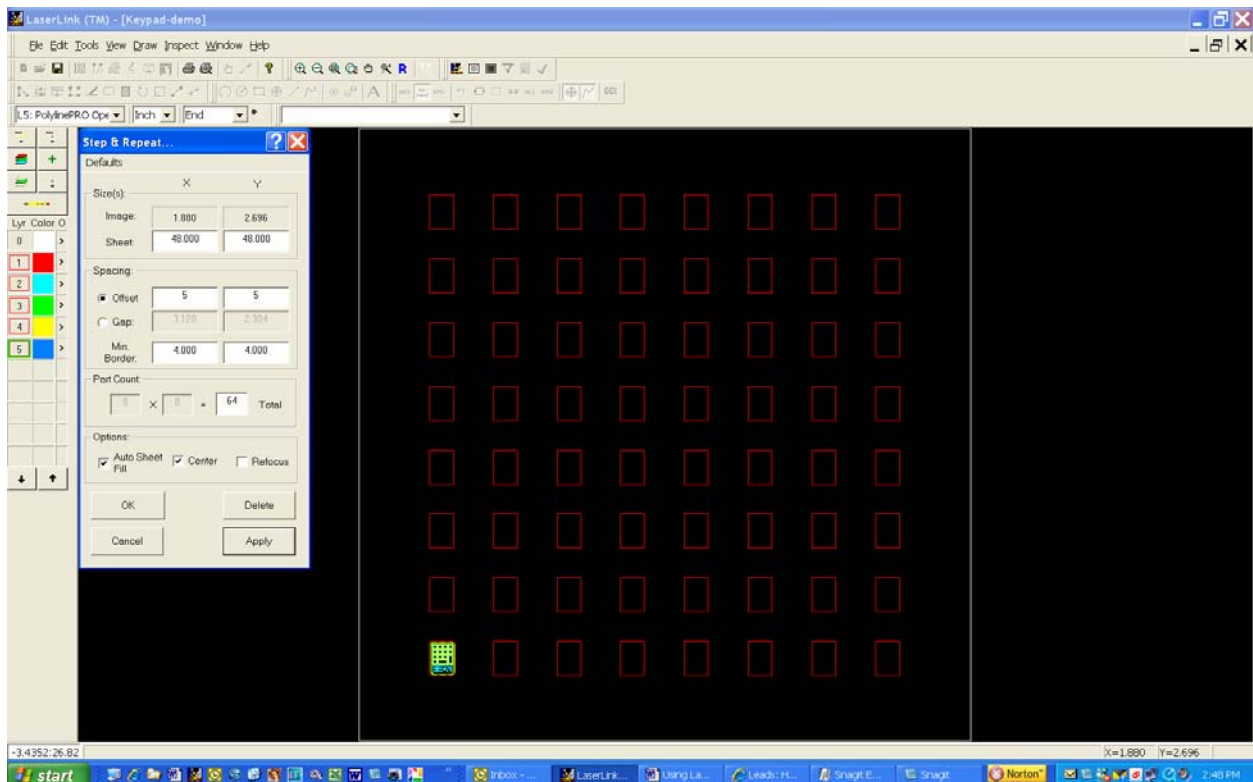 LaserLink (TM) - [Keypad-demo]
File Edit Tools View Draw Inspect Window Help
R
A
L5: PolylinePRO Ope Inch End
Step & Repeat...
Defaults
X Y
Size(s):
Image: 1.880 2.696
Sheet: 48.000 48.000
Spacing:
Offset 5 5
Gap: 3.120 2.304
Min. Border: 4.000 4.000
Part Count:
8 X 8 = 64 Total
Options:
Auto Sheet Fill Center Refocus
OK Delete
Cancel Apply
Lyr Color O
0
1
2
3
4
5
-3.4352:26.82 X=1.880 Y=2.696
start Inbox - ... LaserLink... Using La... Leads: H... SnagIt E... SnagIt Norton 2:48 PM